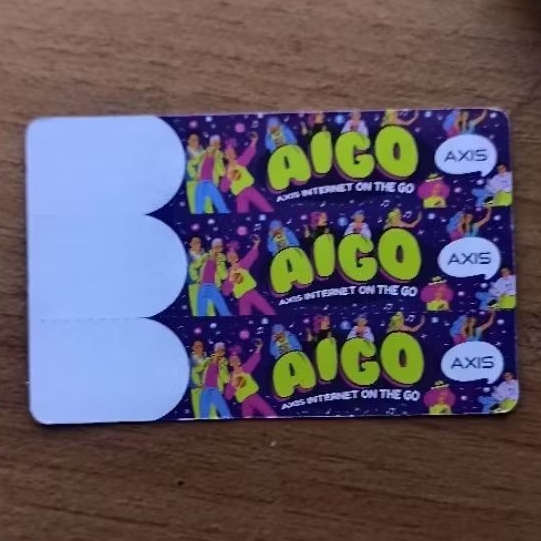 AIGO
AXIS INTERNET ON THE GO
AXIS
AIGO
AXIS INTERNET ON THE GO
AXIS
AIGO
AXIS INTERNET ON THE GO
AXIS